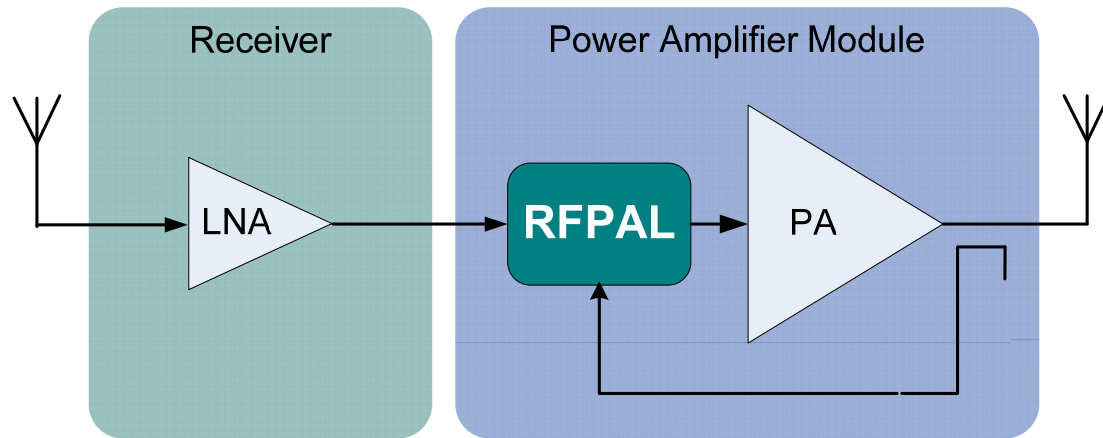 Receiver
Power Amplifier Module
LNA
RFPAL
PA